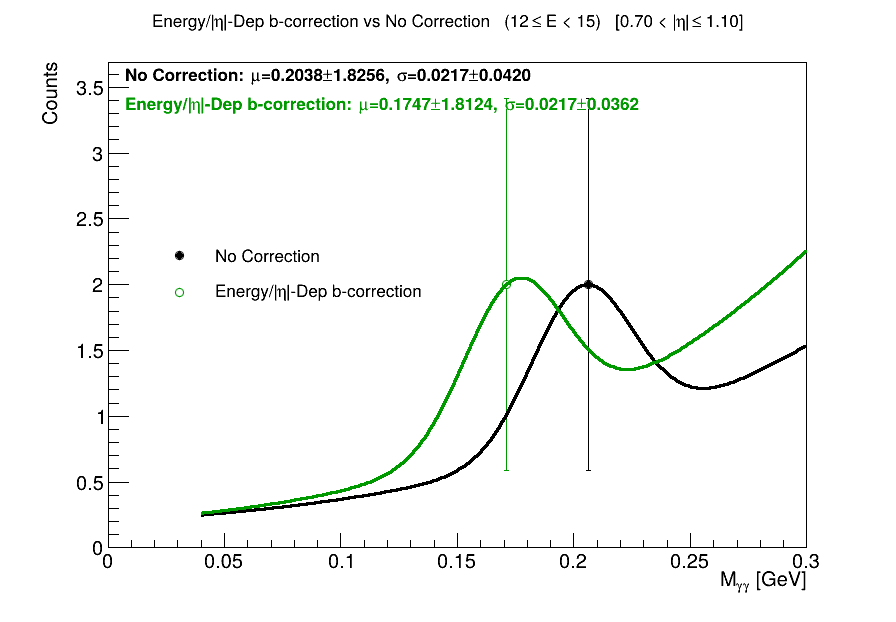 Energy/|η|-Dep b-correction vs No Correction (12 ≤ E < 15) [0.70 < |η| ≤ 1.10]
No Correction: μ=0.2038±1.8256, σ=0.0217±0.0420
Energy/|η|-Dep b-correction: μ=0.1747±1.8124, σ=0.0217±0.0362
Counts
3.5
3
2.5
2
1.5
1
0.5
0
No Correction
Energy/|η|-Dep b-correction
0 0.05 0.1 0.15 0.2 0.25 0.3
Mγγ [GeV]